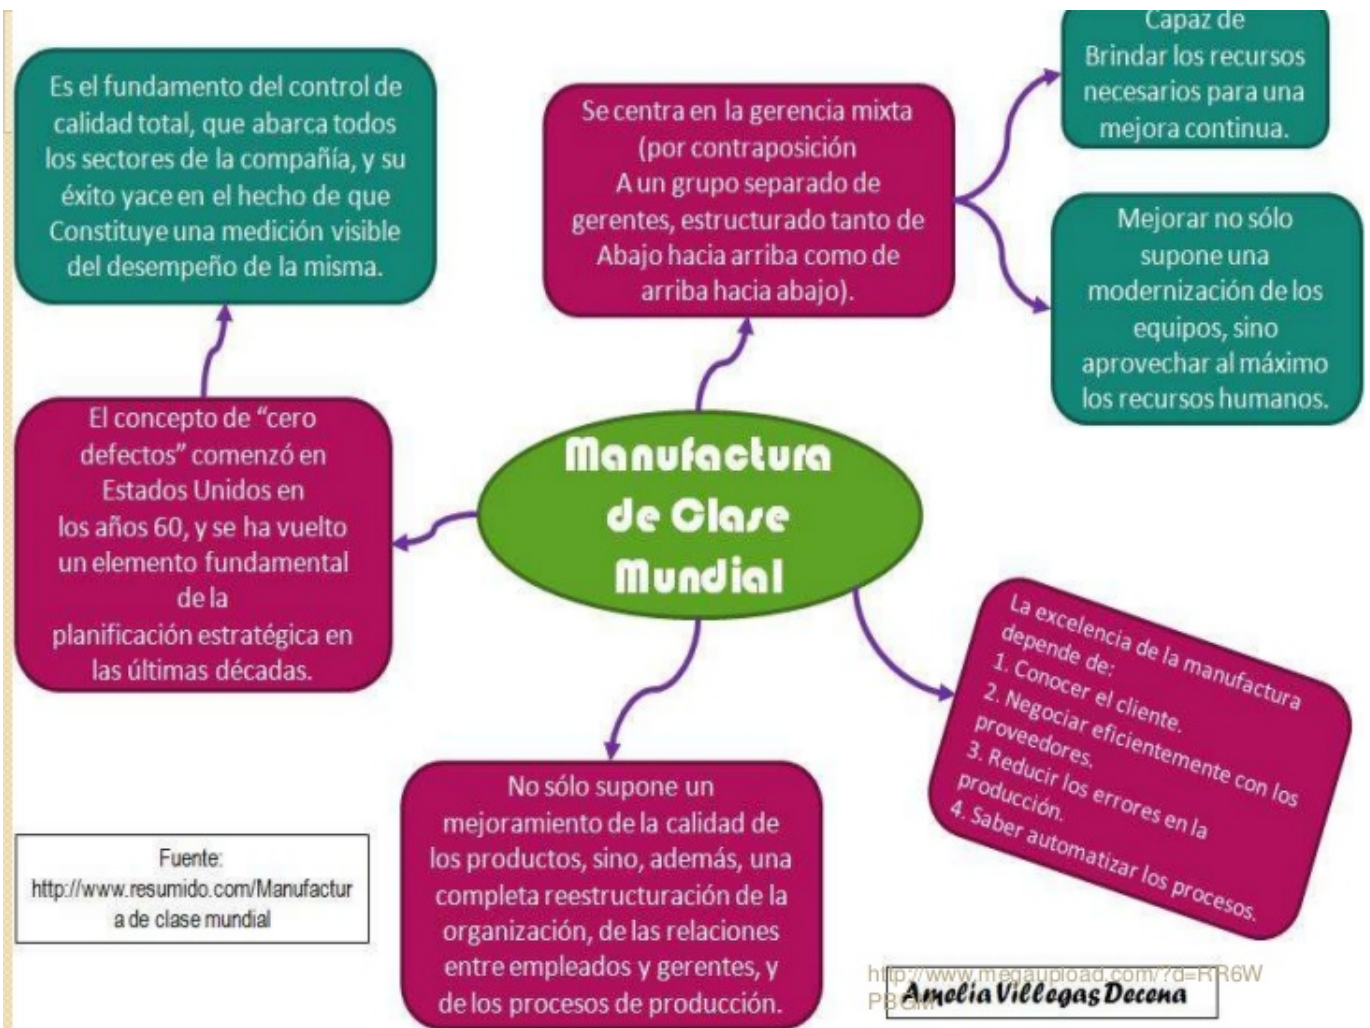 Es el fundamento del control de
calidad total, que abarca todos
los sectores de la compañía, y su
éxito yace en el hecho de que
Constituye una medición visible
del desempeño de la misma.
Se centra en la gerencia mixta
(por contraposición
A un grupo separado de
gerentes, estructurado tanto de
Abajo hacia arriba como de
arriba hacia abajo).
Capaz de
Brindar los recursos
necesarios para una
mejora continua.
Mejorar no sólo
supone una
modernización de los
equipos, sino
aprovechar al máximo
los recursos humanos.
El concepto de “cero
defectos” comenzó en
Estados Unidos en
los años 60, y se ha vuelto
un elemento fundamental
de la
planificación estratégica en
las últimas décadas.
Manufactura
de Clase
Mundial
La excelencia de la manufactura
depende de:
1. Conocer el cliente.
2. Negociar eficientemente con los
proveedores.
3. Reducir los errores en la
producción.
4. Saber automatizar los procesos.
No sólo supone un
mejoramiento de la calidad de
los productos, sino, además, una
completa reestructuración de la
organización, de las relaciones
entre empleados y gerentes, y
de los procesos de producción.
Fuente:
http://www.resumido.com/Manufactur
a de clase mundial
http://www.megaupload.com/?d=RR6W
Amelia Villegas Decena